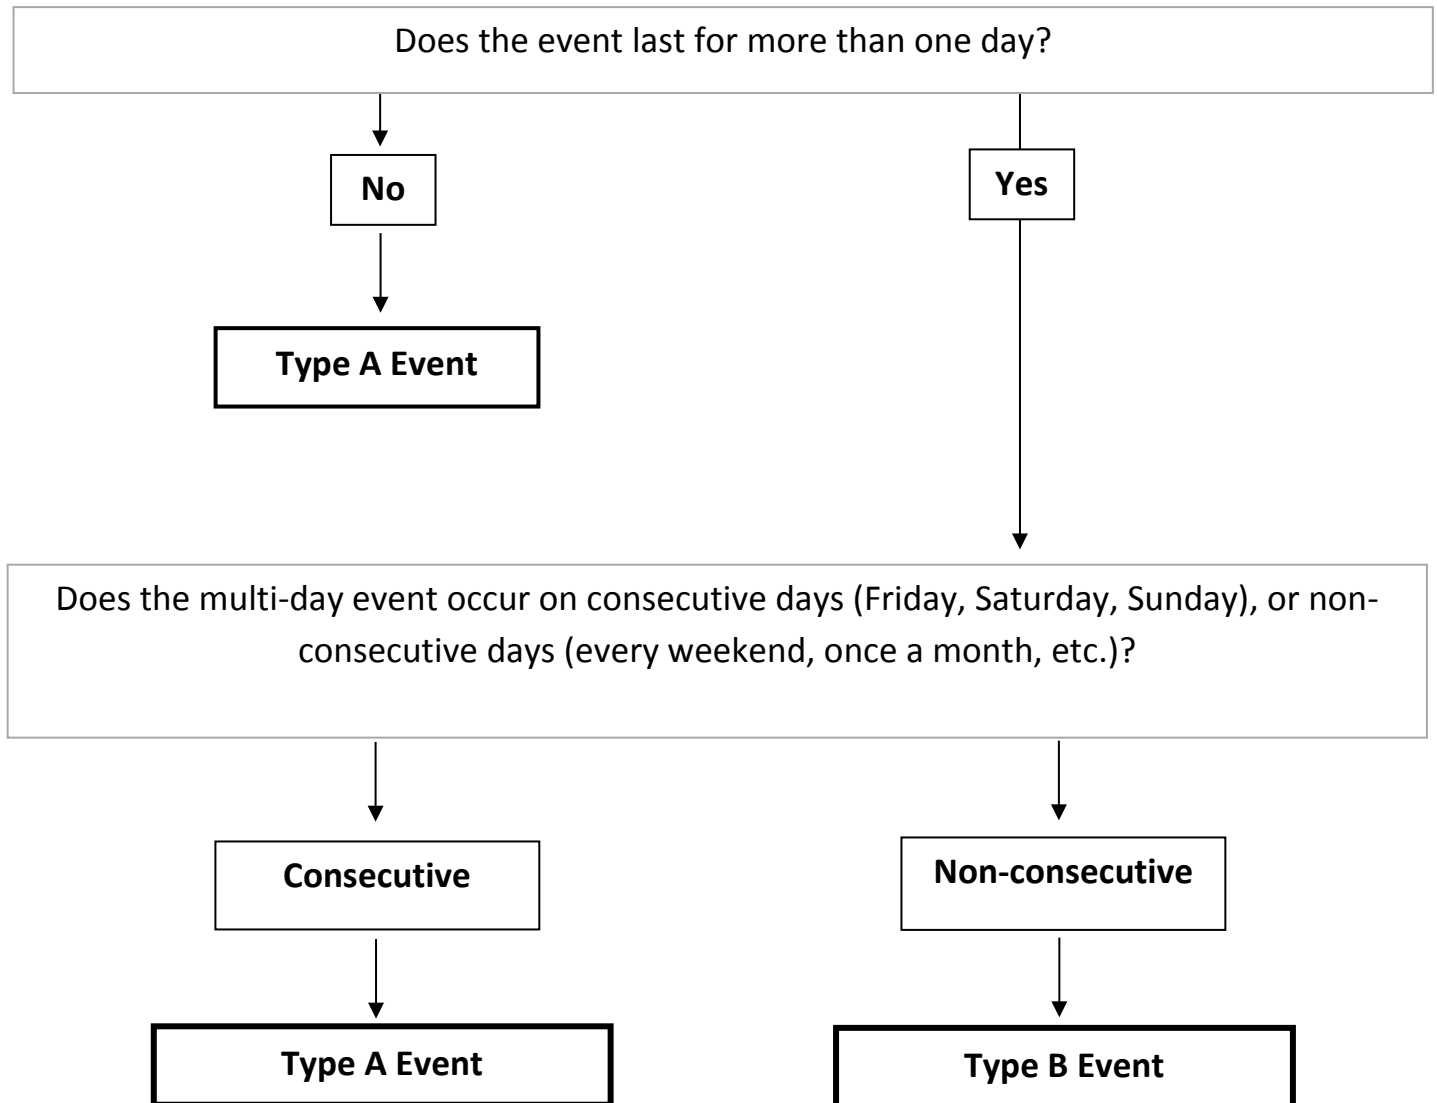 Does the event last for more than one day?
No
Yes
Type A Event
Does the multi-day event occur on consecutive days (Friday, Saturday, Sunday), or non-
consecutive days (every weekend, once a month, etc.)?
Consecutive
Non-consecutive
Type A Event
Type B Event